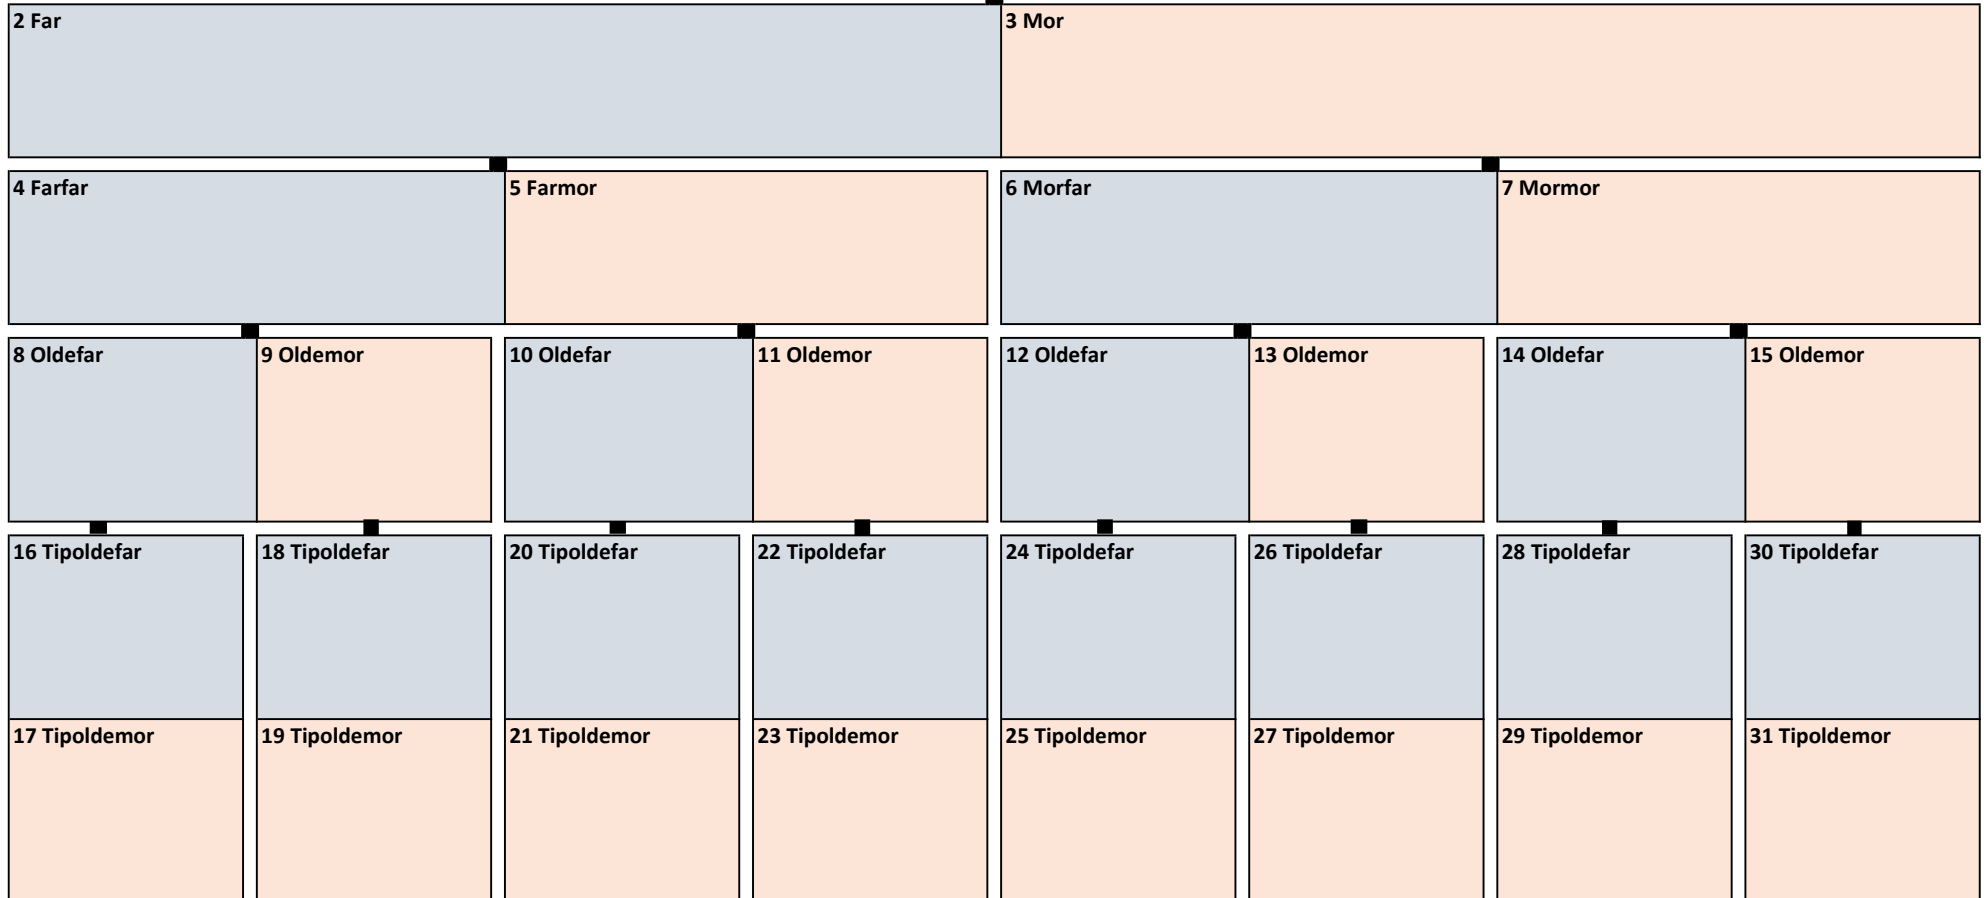 2 Far
3 Mor
4 Farfar
5 Farmor
6 Morfar
7 Mormor
8 Oldefar
9 Oldemor
10 Oldefar
11 Oldemor
12 Oldefar
13 Oldemor
14 Oldefar
15 Oldemor
16 Tipoldefar
18 Tipoldefar
20 Tipoldefar
22 Tipoldefar
24 Tipoldefar
26 Tipoldefar
28 Tipoldefar
30 Tipoldefar
17 Tipoldemor
19 Tipoldemor
21 Tipoldemor
23 Tipoldemor
25 Tipoldemor
27 Tipoldemor
29 Tipoldemor
31 Tipoldemor